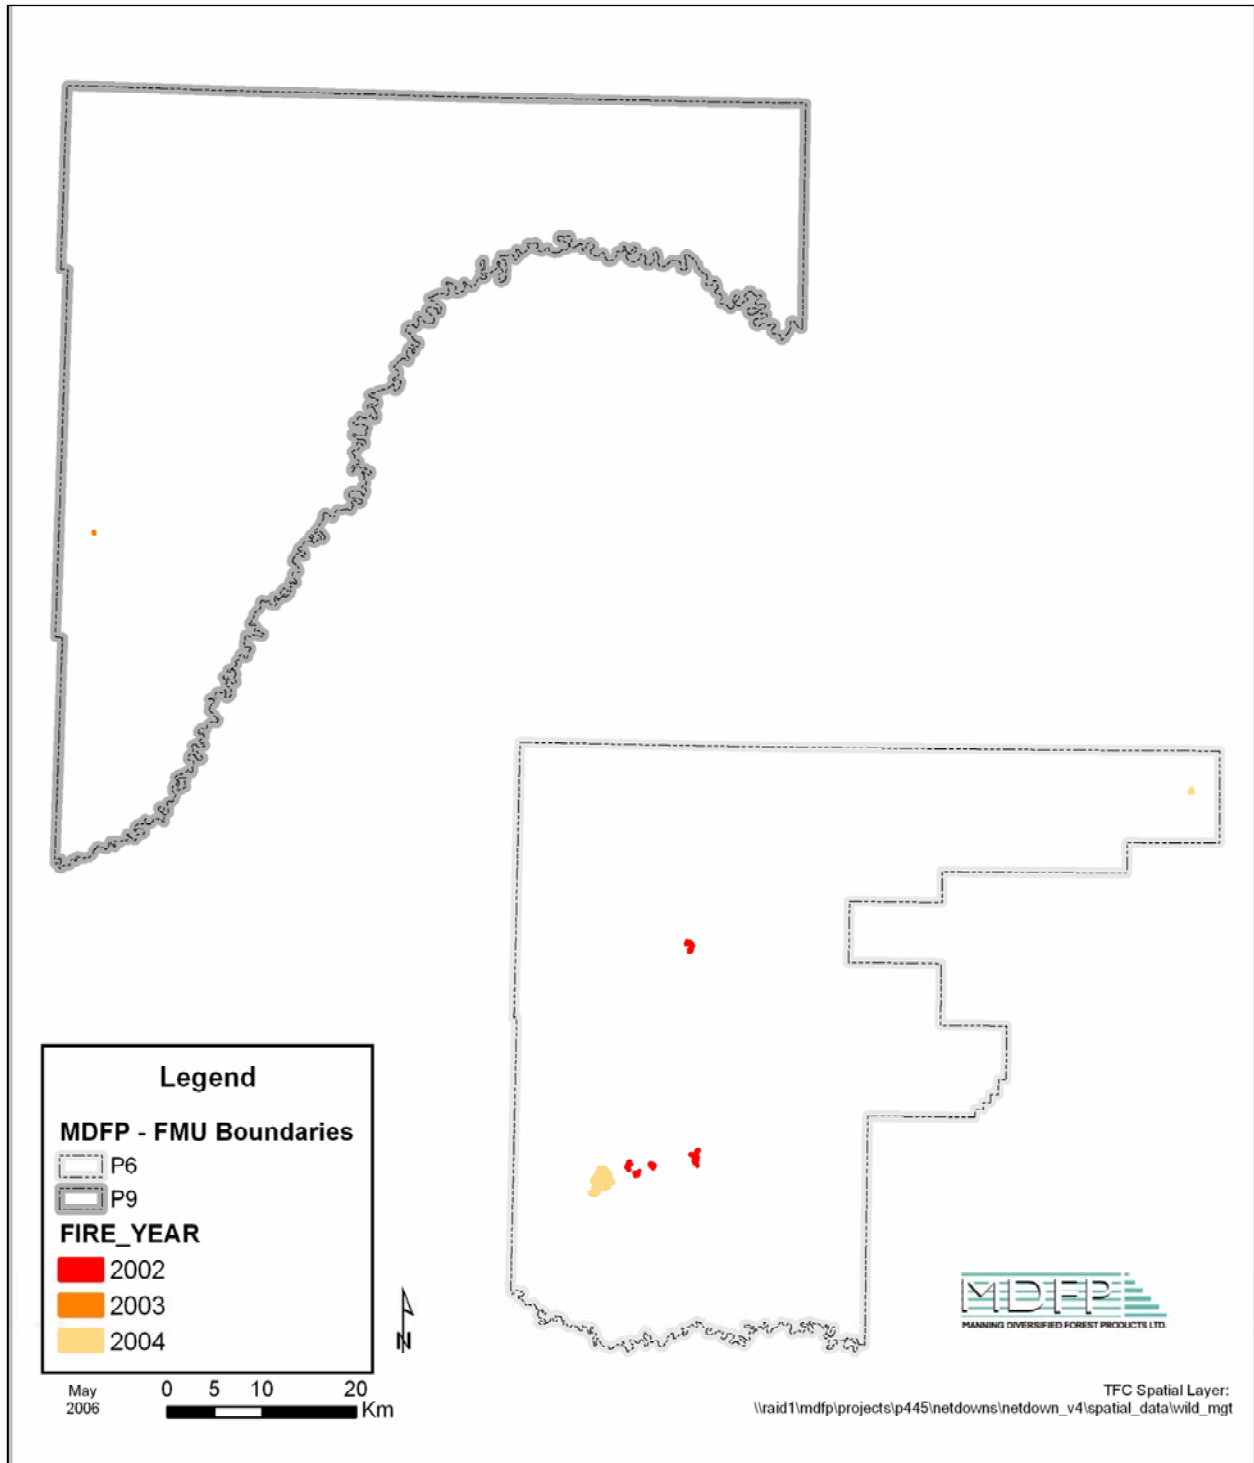 Legend
MDFP - FMU Boundaries
P6
P9
FIRE_YEAR
2002
2003
2004
N
May
2006
0 5 10 20
Km
MDFP
MANNING DIVERSIFIED FOREST PRODUCTS LTD.
TFC Spatial Layer:
\\raid1\mdfp\projects\p445\netdowns\netdown_v4\spatial_data\wild_mgt